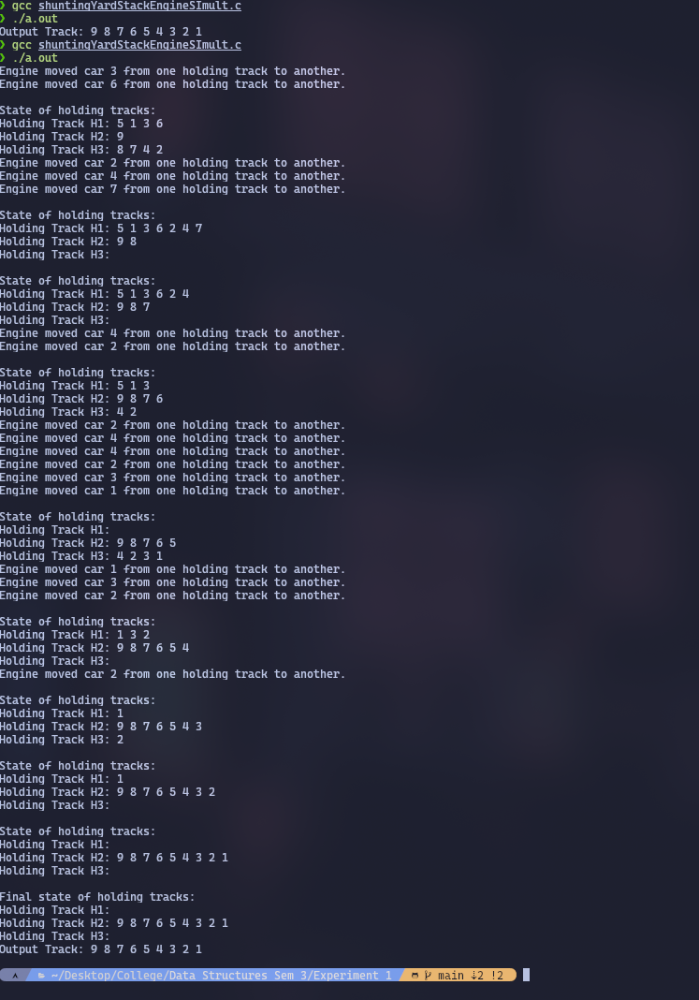 ❯ gcc shuntingYardStackEngineSImult.c
❯ ./a.out
Output Track: 9 8 7 6 5 4 3 2 1
❯ gcc shuntingYardStackEngineSImult.c
❯ ./a.out
Engine moved car 3 from one holding track to another.
Engine moved car 6 from one holding track to another.
State of holding tracks:
Holding Track H1: 5 1 3 6
Holding Track H2: 9
Holding Track H3: 8 7 4 2
Engine moved car 2 from one holding track to another.
Engine moved car 4 from one holding track to another.
Engine moved car 7 from one holding track to another.
State of holding tracks:
Holding Track H1: 5 1 3 6 2 4 7
Holding Track H2: 9 8
Holding Track H3:
State of holding tracks:
Holding Track H1: 5 1 3 6 2 4
Holding Track H2: 9 8 7
Holding Track H3:
Engine moved car 4 from one holding track to another.
Engine moved car 2 from one holding track to another.
State of holding tracks:
Holding Track H1: 5 1 3
Holding Track H2: 9 8 7 6
Holding Track H3: 4 2
Engine moved car 2 from one holding track to another.
Engine moved car 4 from one holding track to another.
Engine moved car 4 from one holding track to another.
Engine moved car 2 from one holding track to another.
Engine moved car 3 from one holding track to another.
Engine moved car 1 from one holding track to another.
State of holding tracks:
Holding Track H1:
Holding Track H2: 9 8 7 6 5
Holding Track H3: 4 2 3 1
Engine moved car 1 from one holding track to another.
Engine moved car 3 from one holding track to another.
Engine moved car 2 from one holding track to another.
State of holding tracks:
Holding Track H1: 1 3 2
Holding Track H2: 9 8 7 6 5 4
Holding Track H3:
Engine moved car 2 from one holding track to another.
State of holding tracks:
Holding Track H1: 1
Holding Track H2: 9 8 7 6 5 4 3
Holding Track H3: 2
State of holding tracks:
Holding Track H1: 1
Holding Track H2: 9 8 7 6 5 4 3 2
Holding Track H3:
State of holding tracks:
Holding Track H1:
Holding Track H2: 9 8 7 6 5 4 3 2 1
Holding Track H3:
Final state of holding tracks:
Holding Track H1:
Holding Track H2: 9 8 7 6 5 4 3 2 1
Holding Track H3:
Output Track: 9 8 7 6 5 4 3 2 1
~/Desktop/College/Data Structures Sem 3/Experiment 1 main ⇣2 !2